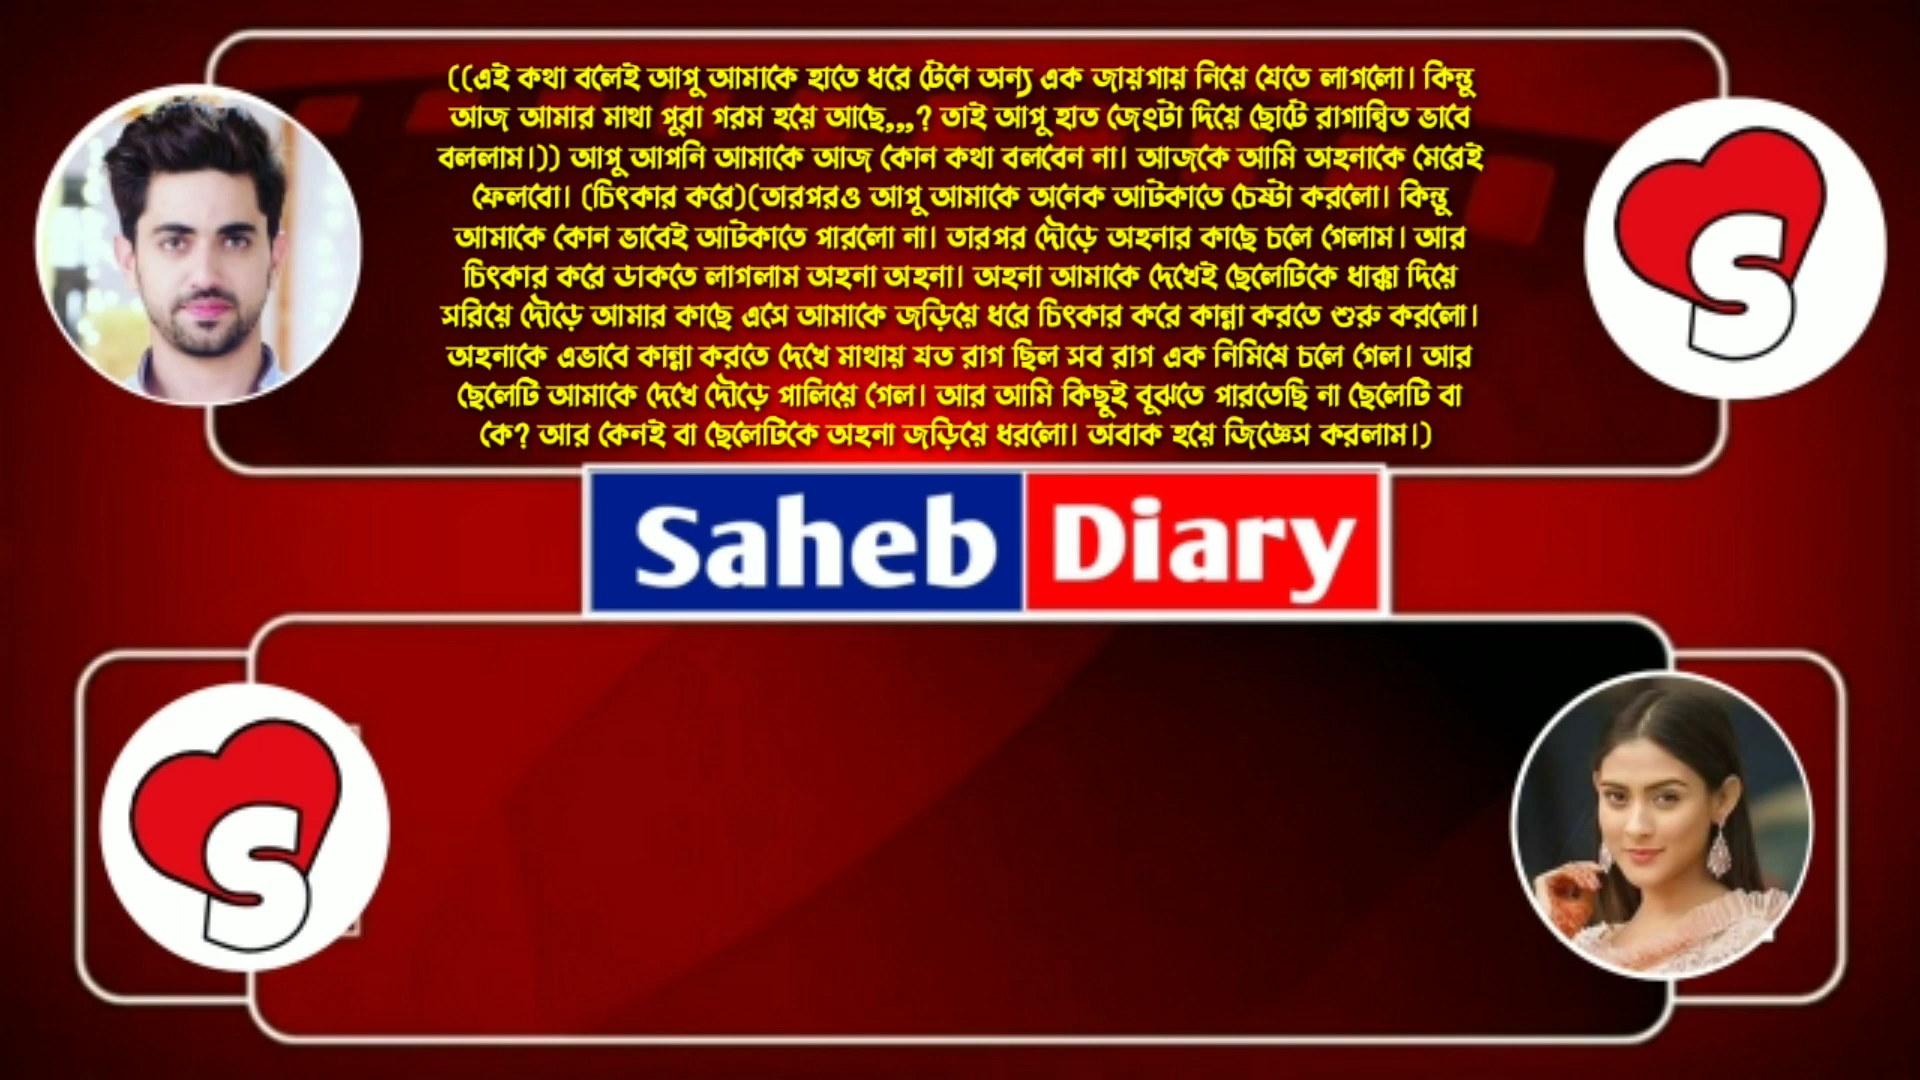 ((এই কথা বলেই আপু আমাকে হাতে ধরে টেনে অন্য এক জায়গায় নিয়ে যেতে লাগলো। কিন্তু
আজ আমার মাথা পুরা গরম হয়ে আছে,,,? তাই আপু হাত জেংটা দিয়ে ছোটে রাগান্বিত ভাবে
বললাম।)) আপু আপনি আমাকে আজ কোন কথা বলবেন না। আজকে আমি অহনাকে মেরেই
ফেলবো। (চিৎকার করে)(তারপরও আপু আমাকে অনেক আটকাতে চেষ্টা করলো। কিন্তু
আমাকে কোন ভাবেই আটকাতে পারলো না। তারপর দৌড়ে অহনার কাছে চলে গেলাম। আর
চিৎকার করে ডাকতে লাগলাম অহনা অহনা। অহনা আমাকে দেখেই ছেলেটিকে ধাক্কা দিয়ে
সরিয়ে দৌড়ে আমার কাছে এসে আমাকে জড়িয়ে ধরে চিৎকার করে কান্না করতে শুরু করলো।
অহনাকে এভাবে কান্না করতে দেখে মাথায় যত রাগ ছিল সব রাগ এক নিমিষে চলে গেল। আর
ছেলেটি আমাকে দেখে দৌড়ে পালিয়ে গেল। আর আমি কিছুই বুঝতে পারতেছি না ছেলেটি বা
কে? আর কেনই বা ছেলেটিকে অহনা জড়িয়ে ধরলো। অবাক হয়ে জিজ্ঞেস করলাম।)
S
Saheb Diary
S